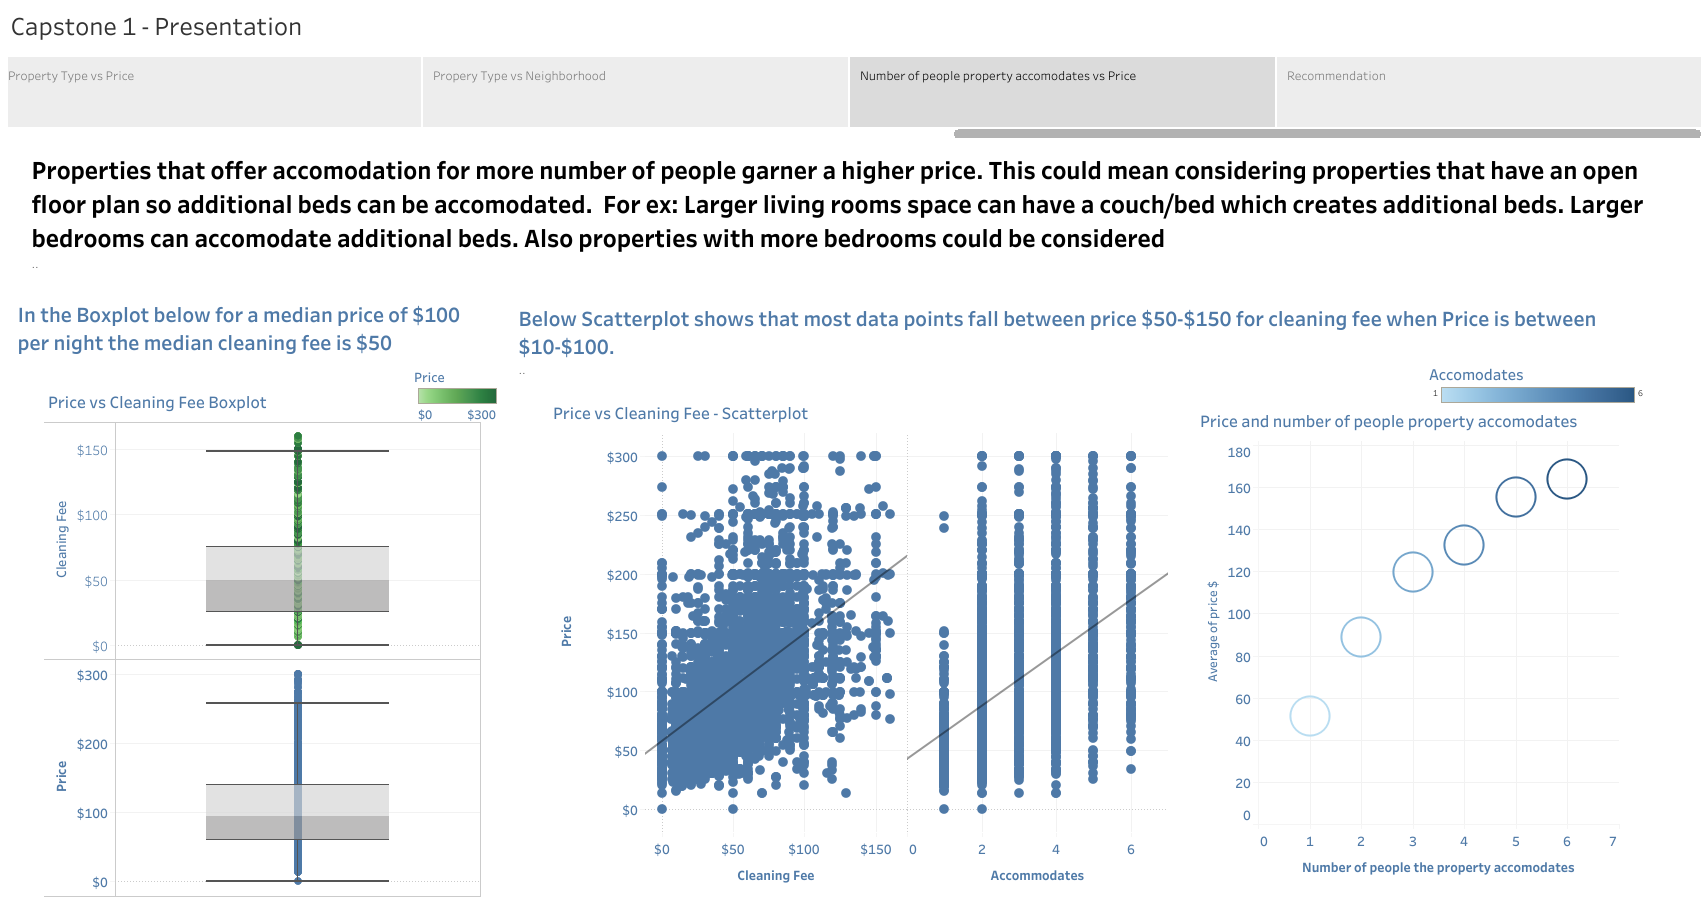 Capstone 1 - Presentation
Property Type vs Price
Propery Type vs Neighborhood
Number of people property accomodates vs Price
Recommendation
Properties that offer accomodation for more number of people garner a higher price. This could mean considering properties that have an open
floor plan so additional beds can be accomodated.  For ex: Larger living rooms space can have a couch/bed which creates additional beds. Larger
bedrooms can accomodate additional beds. Also properties with more bedrooms could be considered
..
In the Boxplot below for a median price of $100
per night the median cleaning fee is $50
Price
$0 $300
Price vs Cleaning Fee Boxplot
Cleaning Fee
$150
$100
$50
$0
Price
$300
$200
$100
$0
Below Scatterplot shows that most data points fall between price $50-$150 for cleaning fee when Price is between
$10-$100.
..
Price vs Cleaning Fee - Scatterplot
Price
$300
$250
$200
$150
$100
$50
$0
$0 $50 $100 $150 0 2 4 6
Cleaning Fee
Accommodates
Accomodates
1 6
Price and number of people property accomodates
Average of price $
180
160
140
120
100
80
60
40
20
0
0 1 2 3 4 5 6 7
Number of people the property accomodates